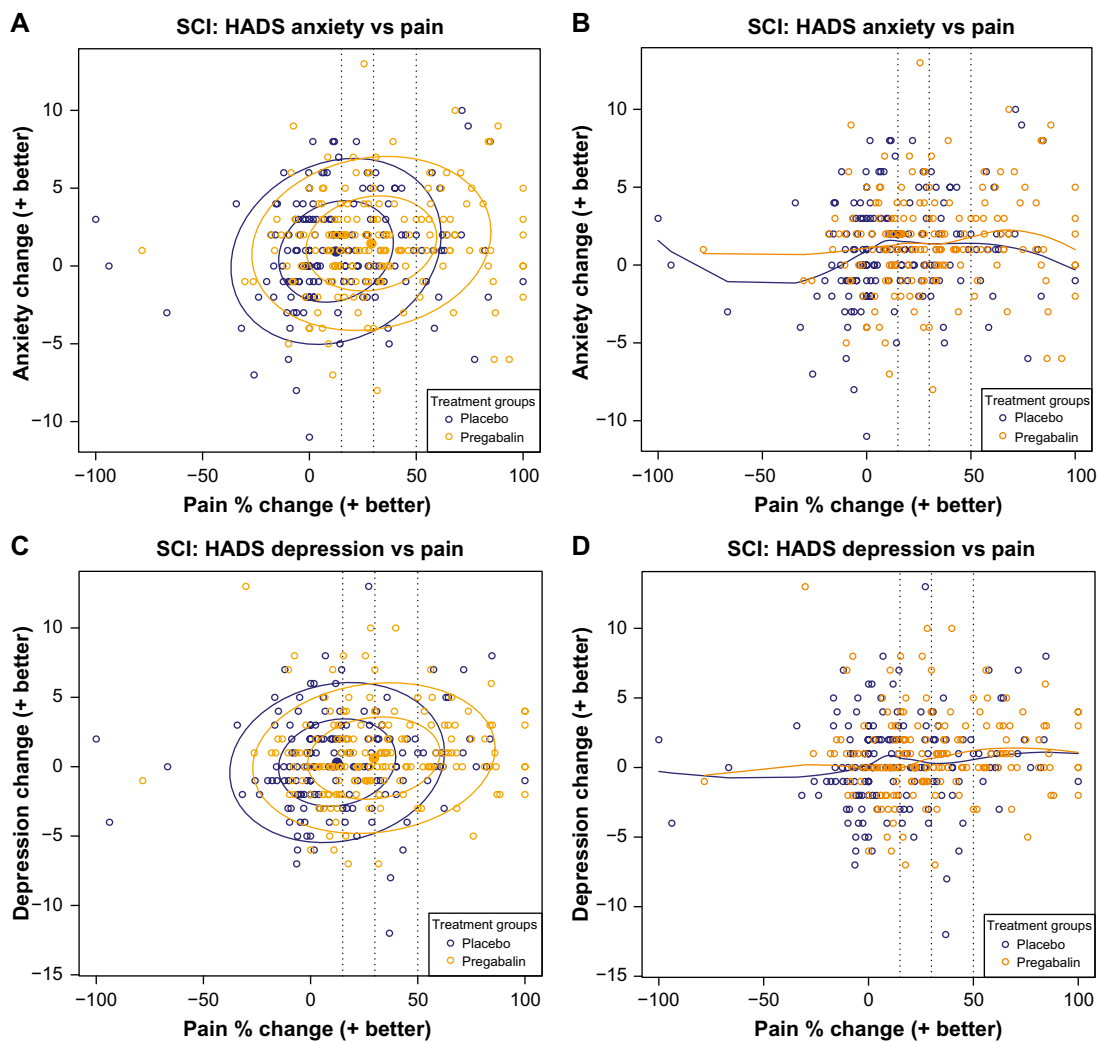 A
SCI: HADS anxiety vs pain
Anxiety change (+ better)
10
5
0
−5
−10
Treatment groups
Placebo
Pregabalin
−100
−50
0
50
100
Pain % change (+ better)
B
SCI: HADS anxiety vs pain
Anxiety change (+ better)
10
5
0
−5
−10
Treatment groups
Placebo
Pregabalin
−100
−50
0
50
100
Pain % change (+ better)
C
SCI: HADS depression vs pain
Depression change (+ better)
10
5
0
−5
−10
−15
Treatment groups
Placebo
Pregabalin
−100
−50
0
50
100
Pain % change (+ better)
D
SCI: HADS depression vs pain
Depression change (+ better)
10
5
0
−5
−10
−15
Treatment groups
Placebo
Pregabalin
−100
−50
0
50
100
Pain % change (+ better)